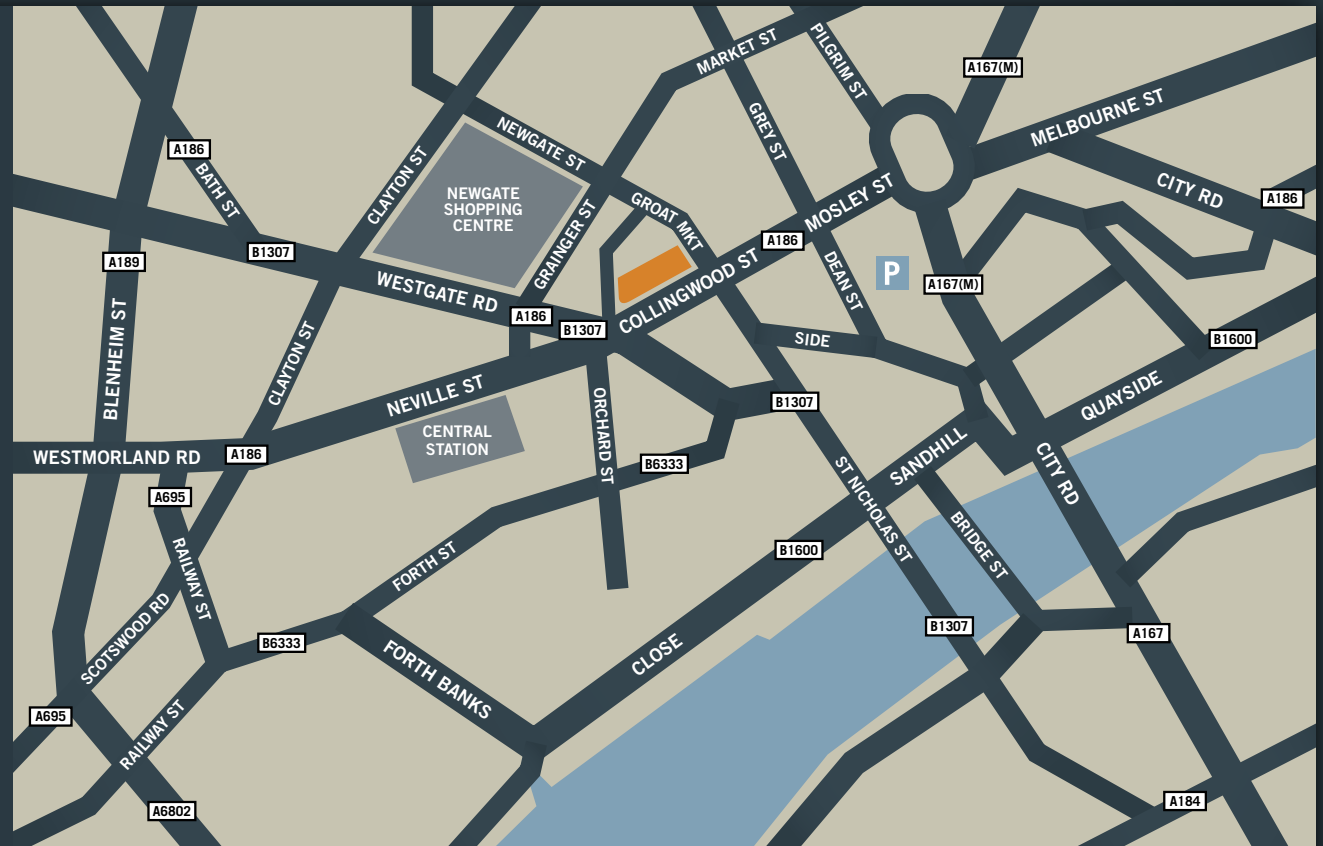 MARKET ST
PILGRIM ST
A167(M)
MELBOURNE ST
GREY ST
NEWGATE ST
A186
BATH ST
CLAYTON ST
NEWGATE
SHOPPING
CENTRE
GROAT MKT
MOSLEY ST
CITY RD
A186
GRAINGER ST
A186
B1307
A189
WESTGATE RD
COLLINGWOOD ST
DEAN ST
P
A167(M)
A186
B1307
SIDE
B1600
BLENHEIM ST
CLAYTON ST
NEVILLE ST
ORCHARD ST
B1307
QUAYSIDE
CENTRAL
STATION
WESTMORLAND RD
A186
B6333
SANDHILL
CITY RD
A695
ST NICHOLAS ST
RAILWAY ST
FORTH ST
B1600
BRIDGE ST
SCOTSWOOD RD
B6333
B1307
A167
FORTH BANKS
CLOSE
A695
RAILWAY ST
A6802
A184